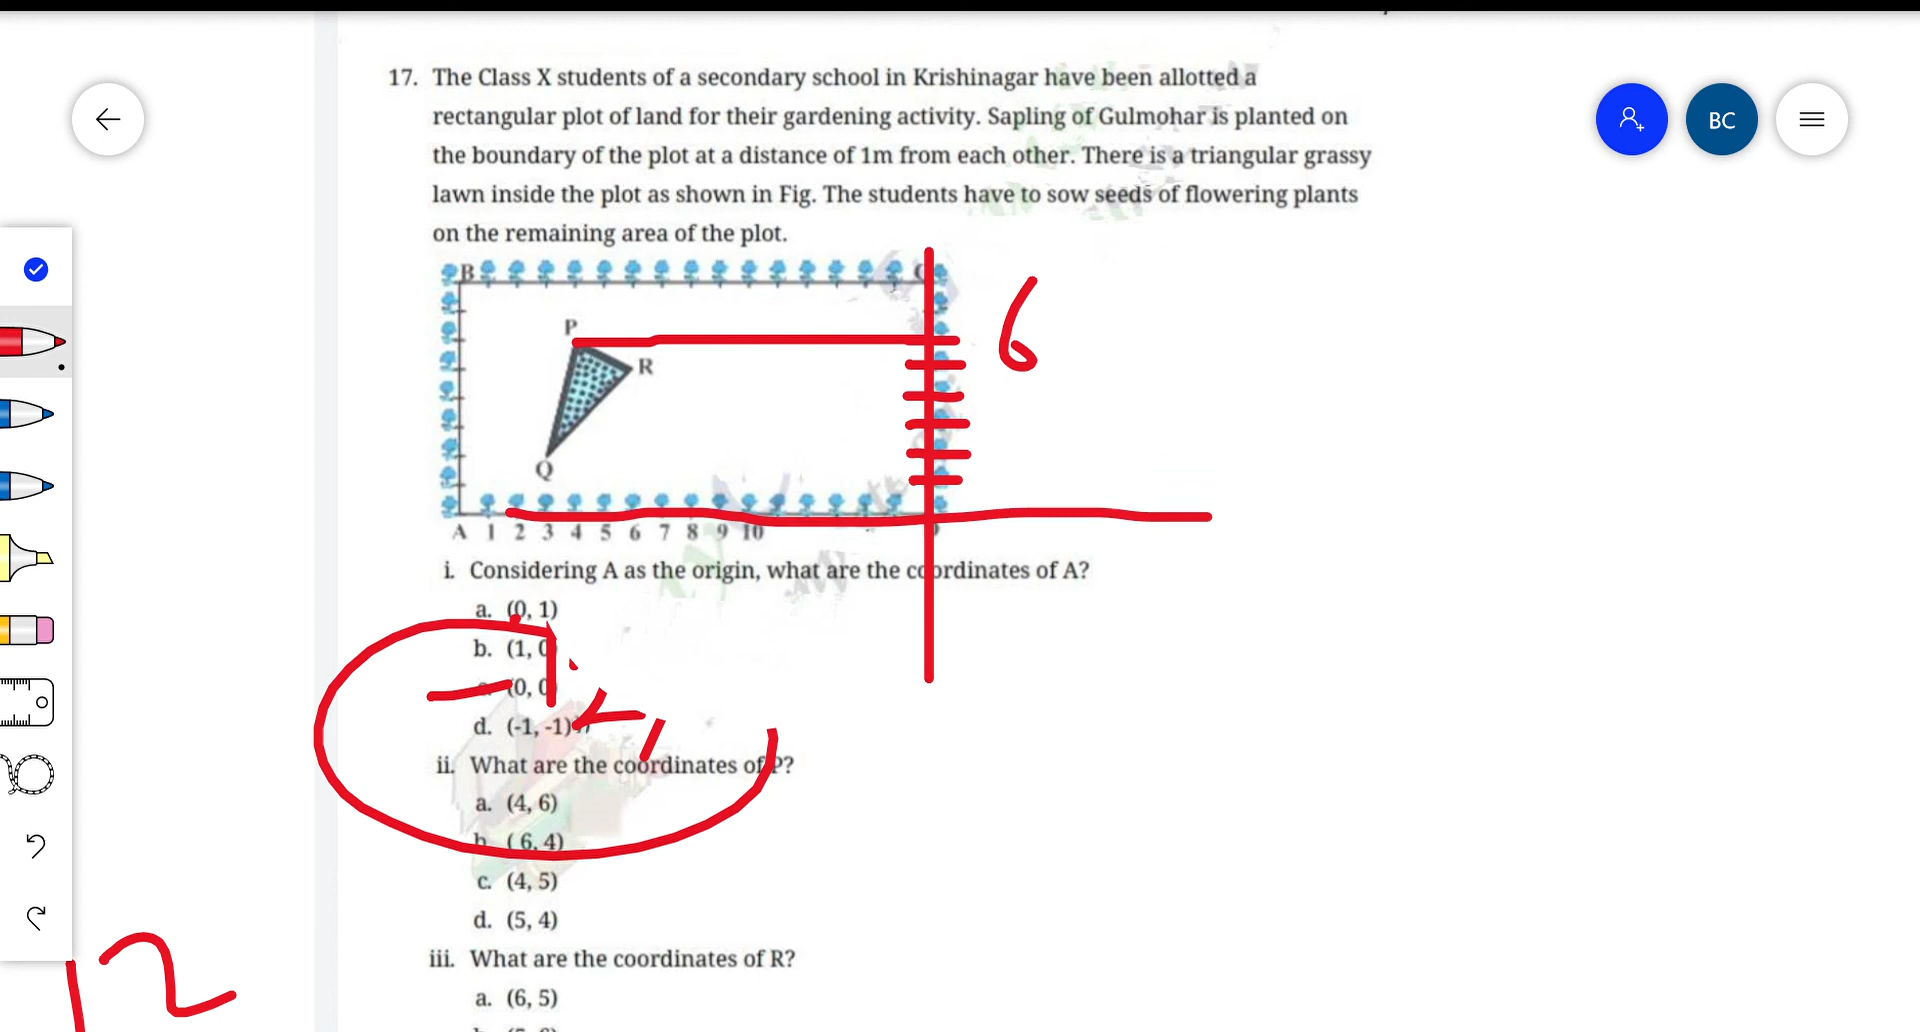 17. The Class X students of a secondary school in Krishinagar have been allotted a
rectangular plot of land for their gardening activity. Sapling of Gulmohar is planted on
the boundary of the plot at a distance of 1m from each other. There is a triangular grassy
lawn inside the plot as shown in Fig. The students have to sow seeds of flowering plants
on the remaining area of the plot.
BC
B
P
6
R
Q
A 1 2 3 4 5 6 7 8 9 10
i. Considering A as the origin, what are the coordinates of A?
a. (0, 1)
b. (1, 0
(0, 0
d. (-1, -1)
ii. What are the coordinates of P?
a. (4, 6)
b. (6, 4)
c. (4, 5)
d. (5, 4)
12
iii. What are the coordinates of R?
a. (6, 5)